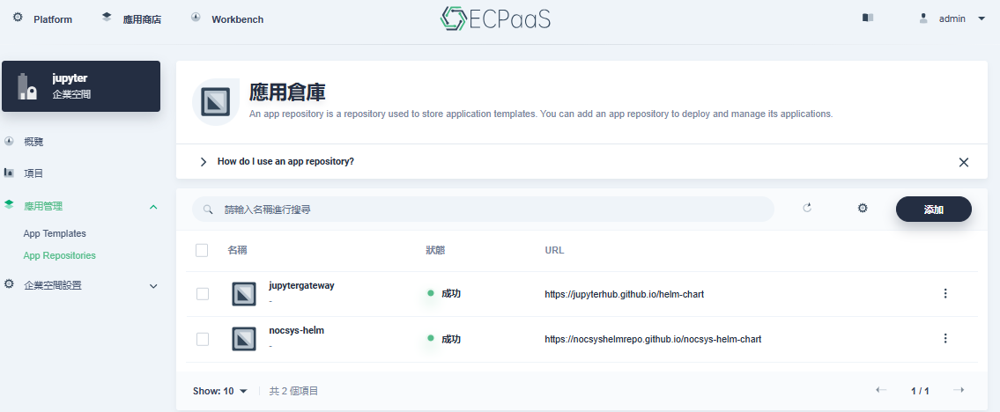 Platform
應用商店
Workbench
ECPaaS
admin
jupyter
企業空間
概覽
項目
應用管理
App Templates
App Repositories
企業空間設置
應用倉庫
An app repository is a repository used to store application templates. You can add an app repository to deploy and manage its applications.
How do I use an app repository?
請輸入名稱進行搜尋
添加
名稱 狀態 URL
jupytergateway
-
成功
https://jupyterhub.github.io/helm-chart
nocsys-helm
-
成功
https://nocsyshelmrepo.github.io/nocsys-helm-chart
Show: 10
共 2 個項目
1 / 1